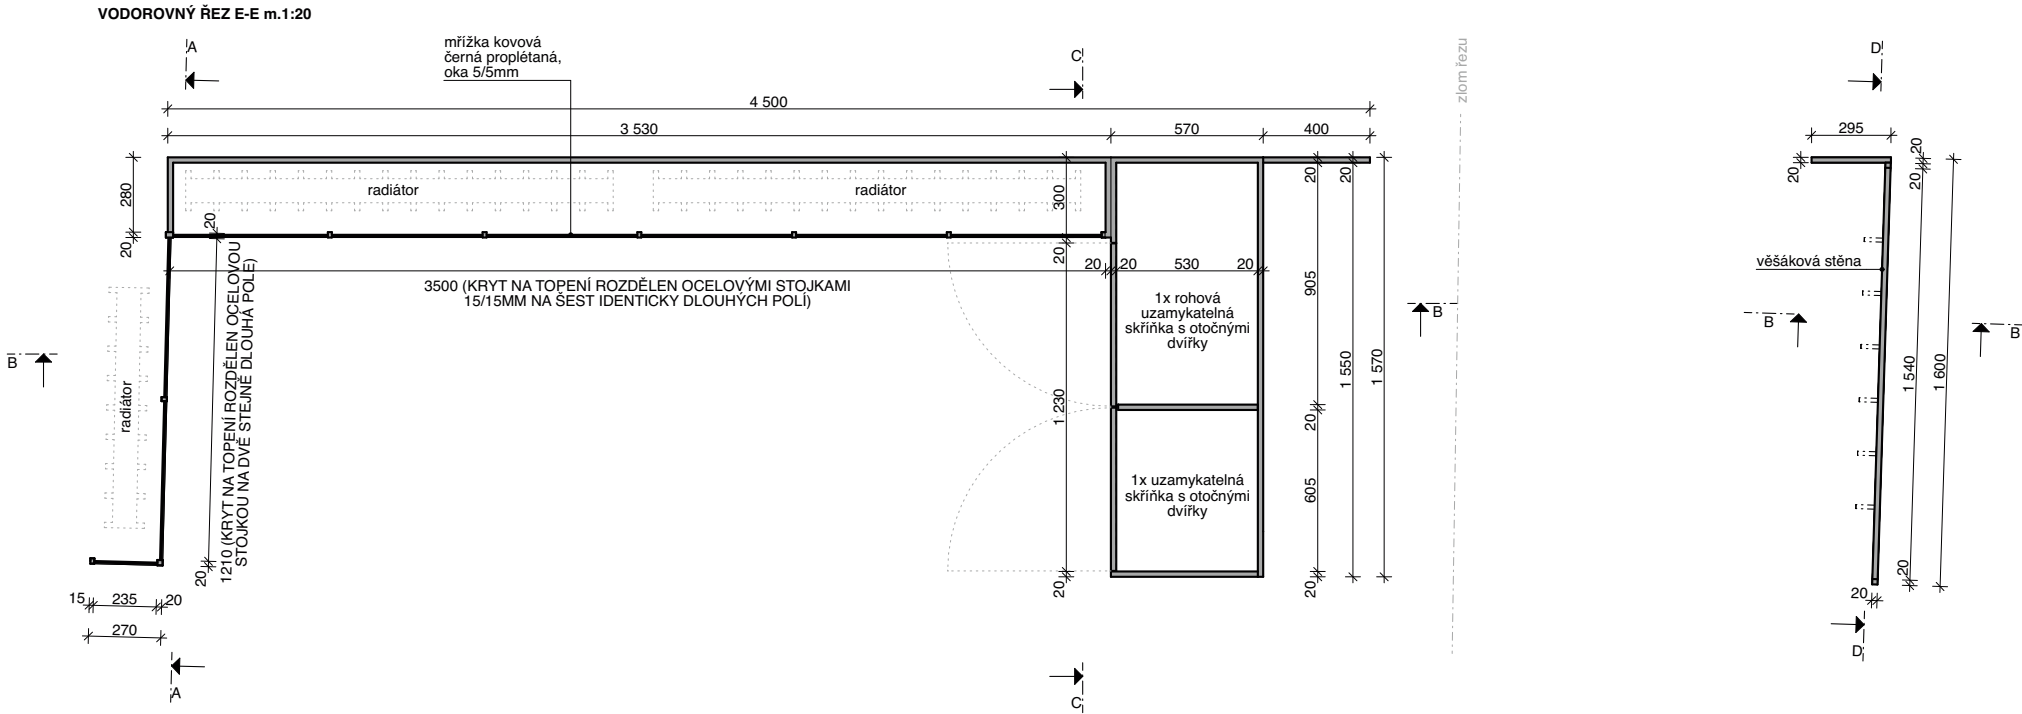 VODOROVNÝ ŘEZ E-E m.1:20
A
mřížka kovová
černá proplétaná,
oka 5/5mm
C
zlom řezu
D
4 500
3 530
570
400
295
280
20
radiátor
radiátor
300
20
20
20
20
20
20
20
20
3500 (KRYT NA TOPENÍ ROZDĚLEN OCELOVÝMI STOJKAMI
15/15MM NA ŠEST IDENTICKY DLOUHÝCH POLÍ)
20
20
530
20
905
věšáková stěna
1x rohová
uzamykatelná
skříňka s otočnými
dvířky
B
B
B
B
radiátor
1210 (KRYT NA TOPENÍ ROZDĚLEN OCELOVOU
STOJKOU NA DVĚ STEJNĚ DLOUHÁ POLE)
1 230
1 550
1 570
1 540
1 600
20
1x uzamykatelná
skříňka s otočnými
dvířky
605
20
20
20
20
20
15
235
20
270
A
C
D